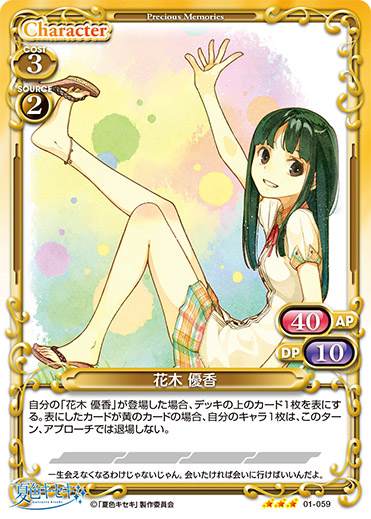 Precious Memories
Character
COST
3
SOURCE
2
40 AP
DP 10
花木 優香
自分の「花木 優香」が登場した場合、デッキの上のカード1枚を表にす
る。表にしたカードが黄のカードの場合、自分のキャラ1枚は、このター
ン、アプローチでは退場しない。
一生会えなくなるわけじゃないじゃん。会いたければ会いに行けばいいんだよ。
夏色キセキ
©「夏色キセキ」製作委員会
01-059